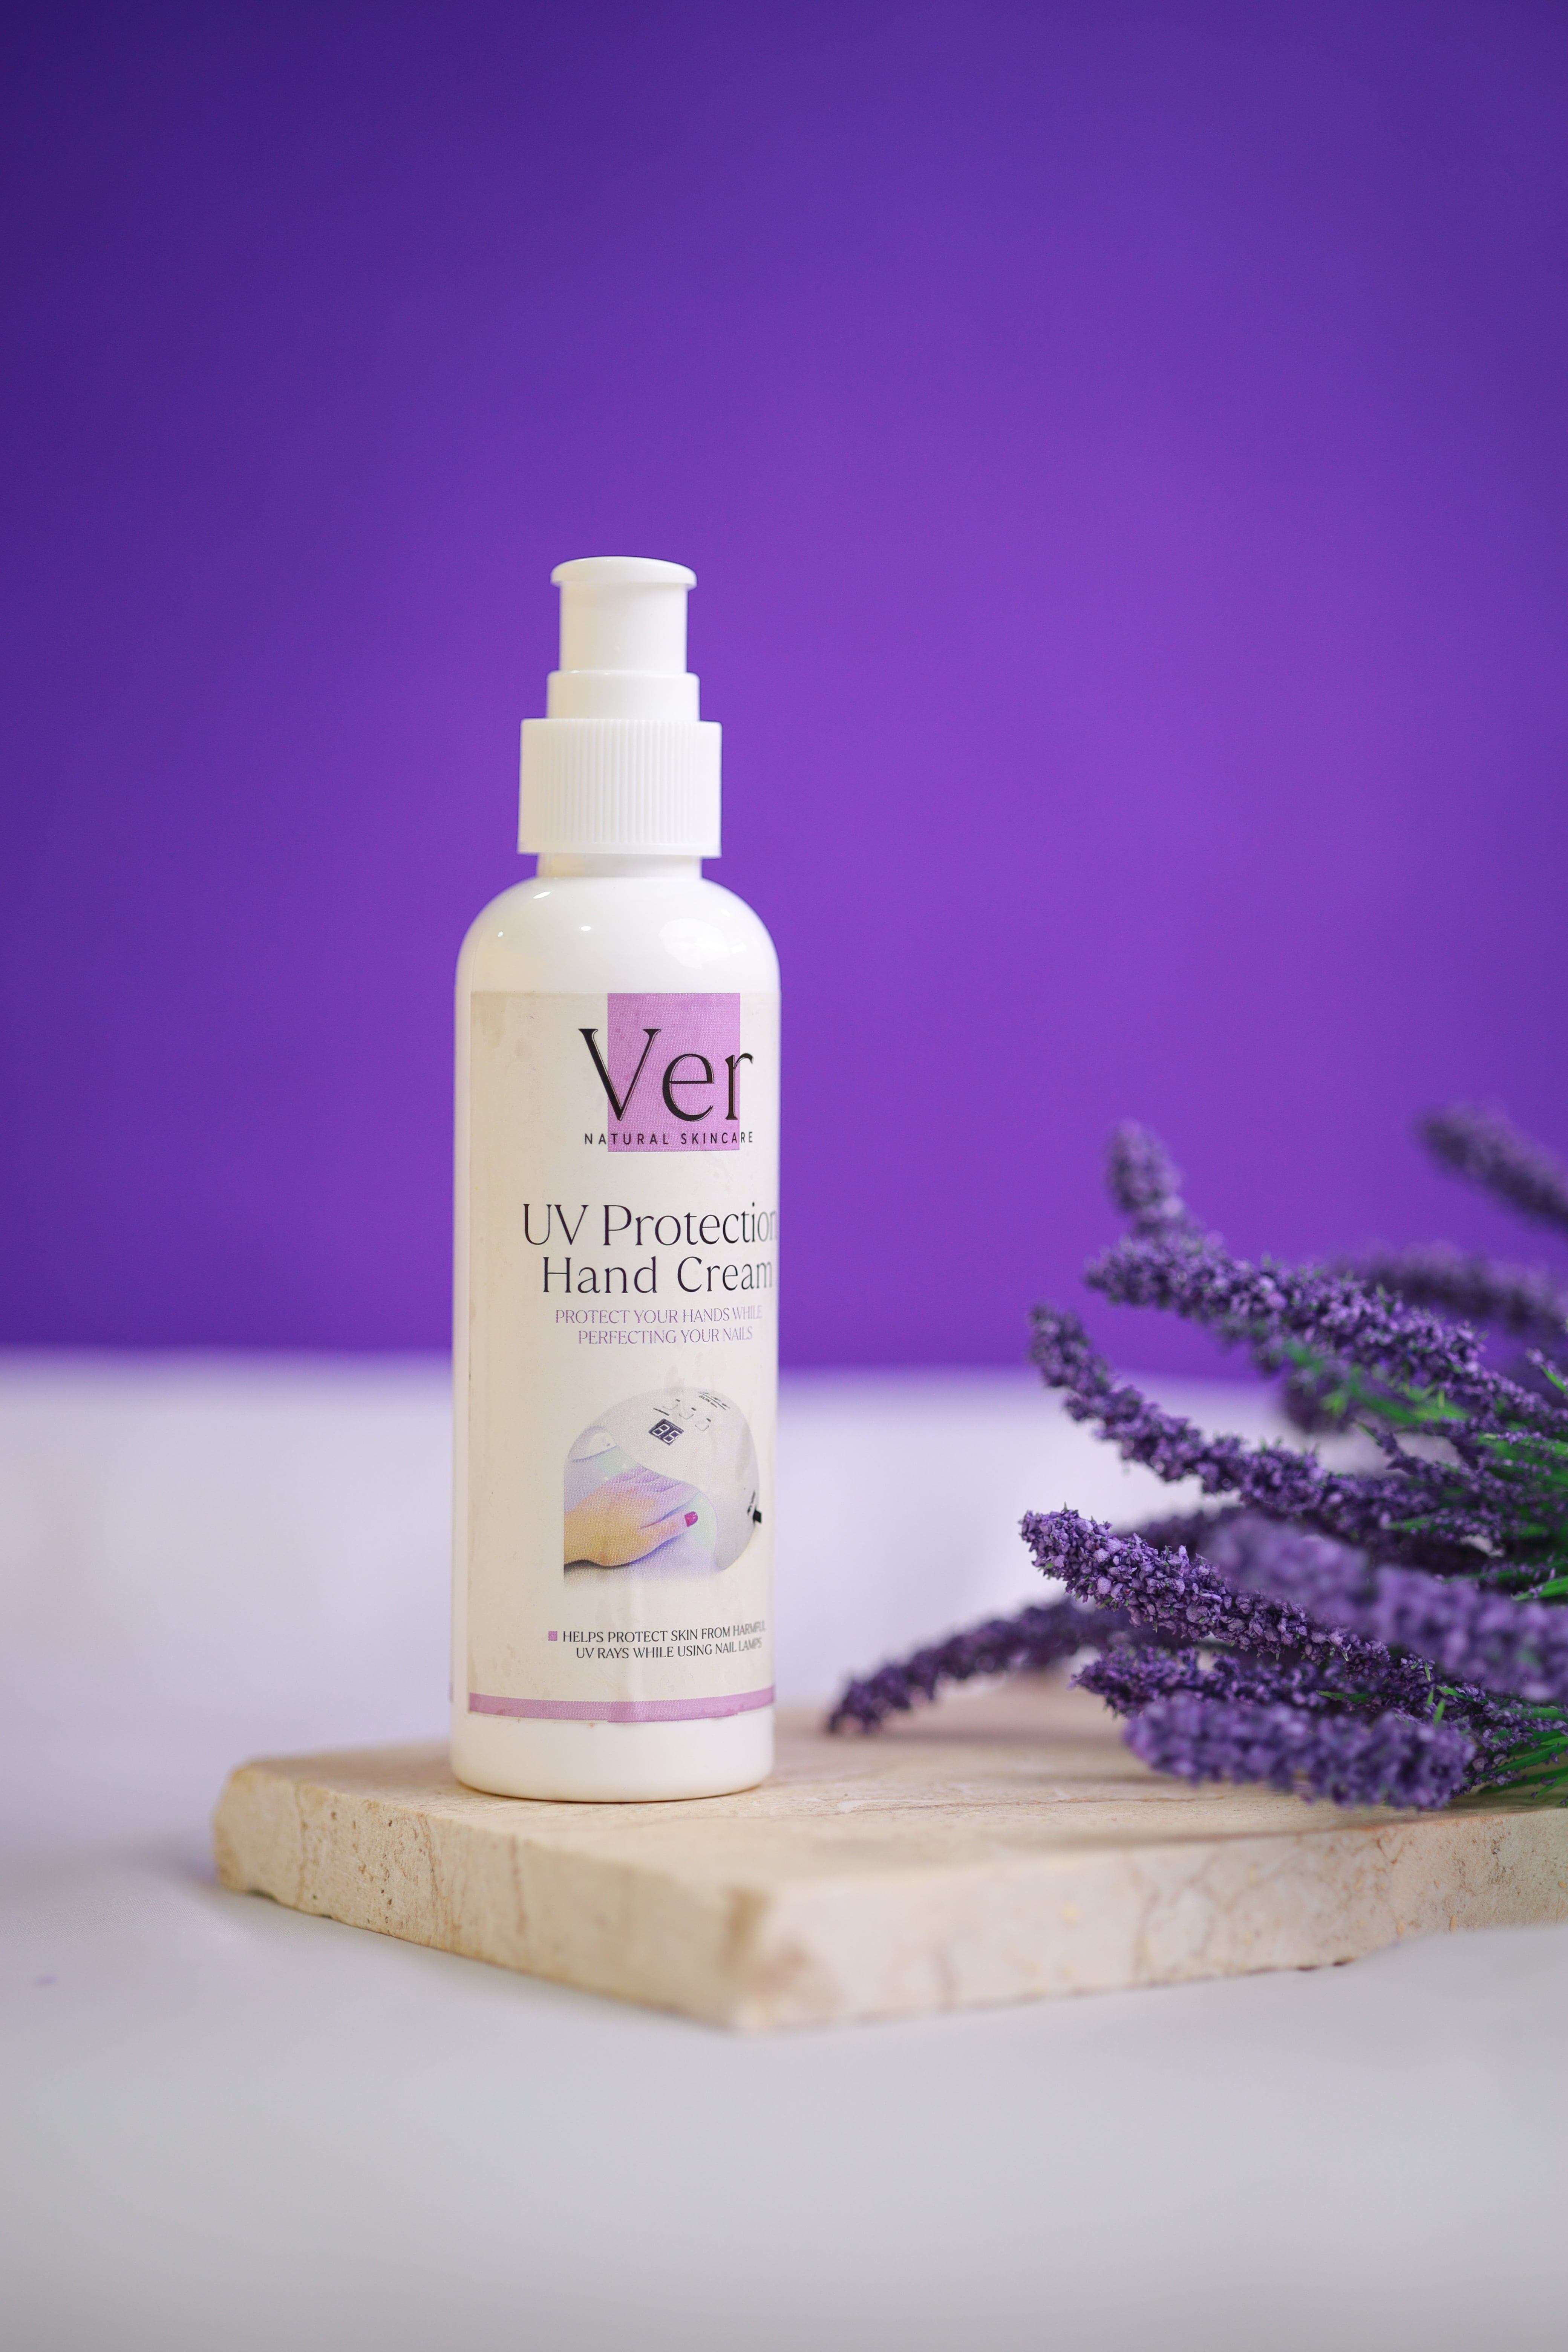 Ver
NATURAL SKINCARE
UV Protection
Hand Cream
PROTECT YOUR HANDS WHILE
PERFECTING YOUR NAILS
HELPS PROTECT SKIN FROM HARMFUL
UV RAYS WHILE USING NAIL LAMPS